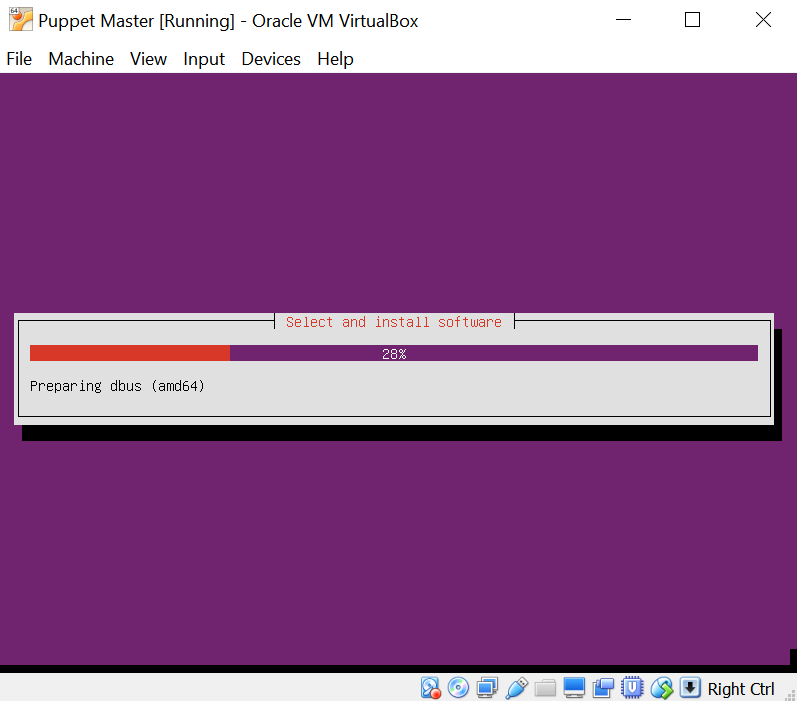 64 Puppet Master [Running] - Oracle VM VirtualBox
File Machine View Input Devices Help
Select and install software
28%
Preparing dbus (amd64)
U Right Ctrl